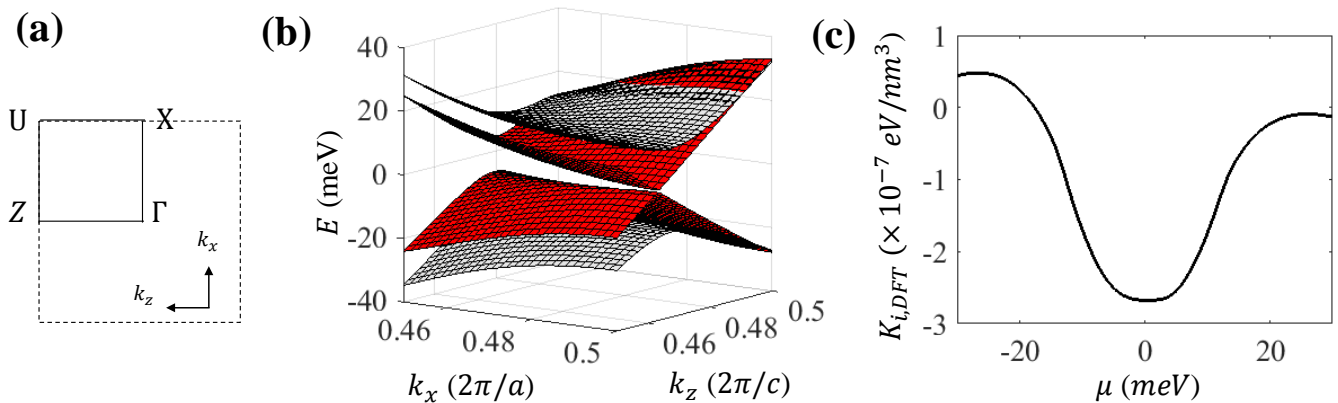 (a)
U
X
Z
Γ
k_x
k_z
(b)
40
20
0
-20
-40
E (meV)
0.46
0.48
0.5
k_x (2π/a)
0.46
0.48
0.5
k_z (2π/c)
(c)
1
0
-1
-2
-3
K_{i,DFT} (× 10^{-7} eV/nm^3)
-20
0
20
μ (meV)